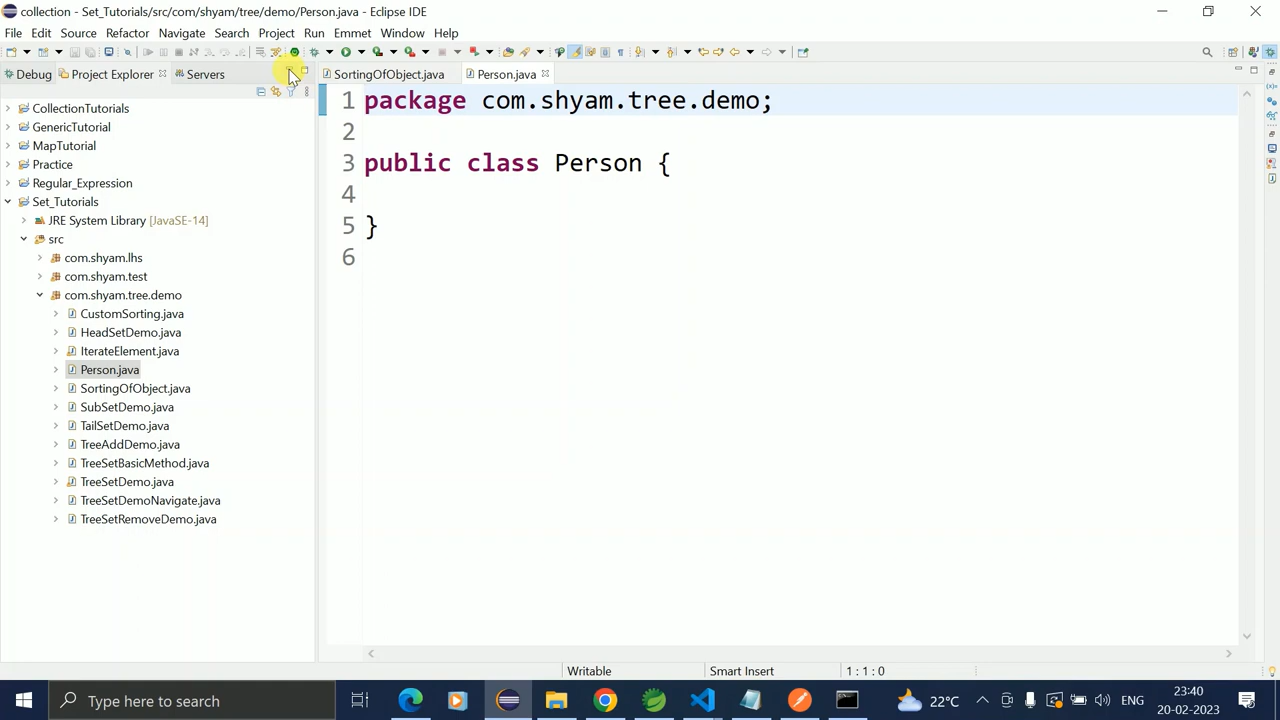 collection - Set_Tutorials/src/com/shyam/tree/demo/Person.java - Eclipse IDE
File Edit Source Refactor Navigate Search Project Run Emmet Window Help
Debug Project Explorer Servers
SortingOfObject.java Person.java
CollectionTutorials
GenericTutorial
MapTutorial
Practice
Regular_Expression
Set_Tutorials
JRE System Library [JavaSE-14]
src
com.shyam.lhs
com.shyam.test
com.shyam.tree.demo
CustomSorting.java
HeadSetDemo.java
IterateElement.java
Person.java
SortingOfObject.java
SubSetDemo.java
TailSetDemo.java
TreeAddDemo.java
TreeSetBasicMethod.java
TreeSetDemo.java
TreeSetDemoNavigate.java
TreeSetRemoveDemo.java
1 package com.shyam.tree.demo;
2
3 public class Person {
4
5 }
6
Writable Smart Insert 1 : 1 : 0
Type here to search
22°C ENG 23:40
20-02-2023